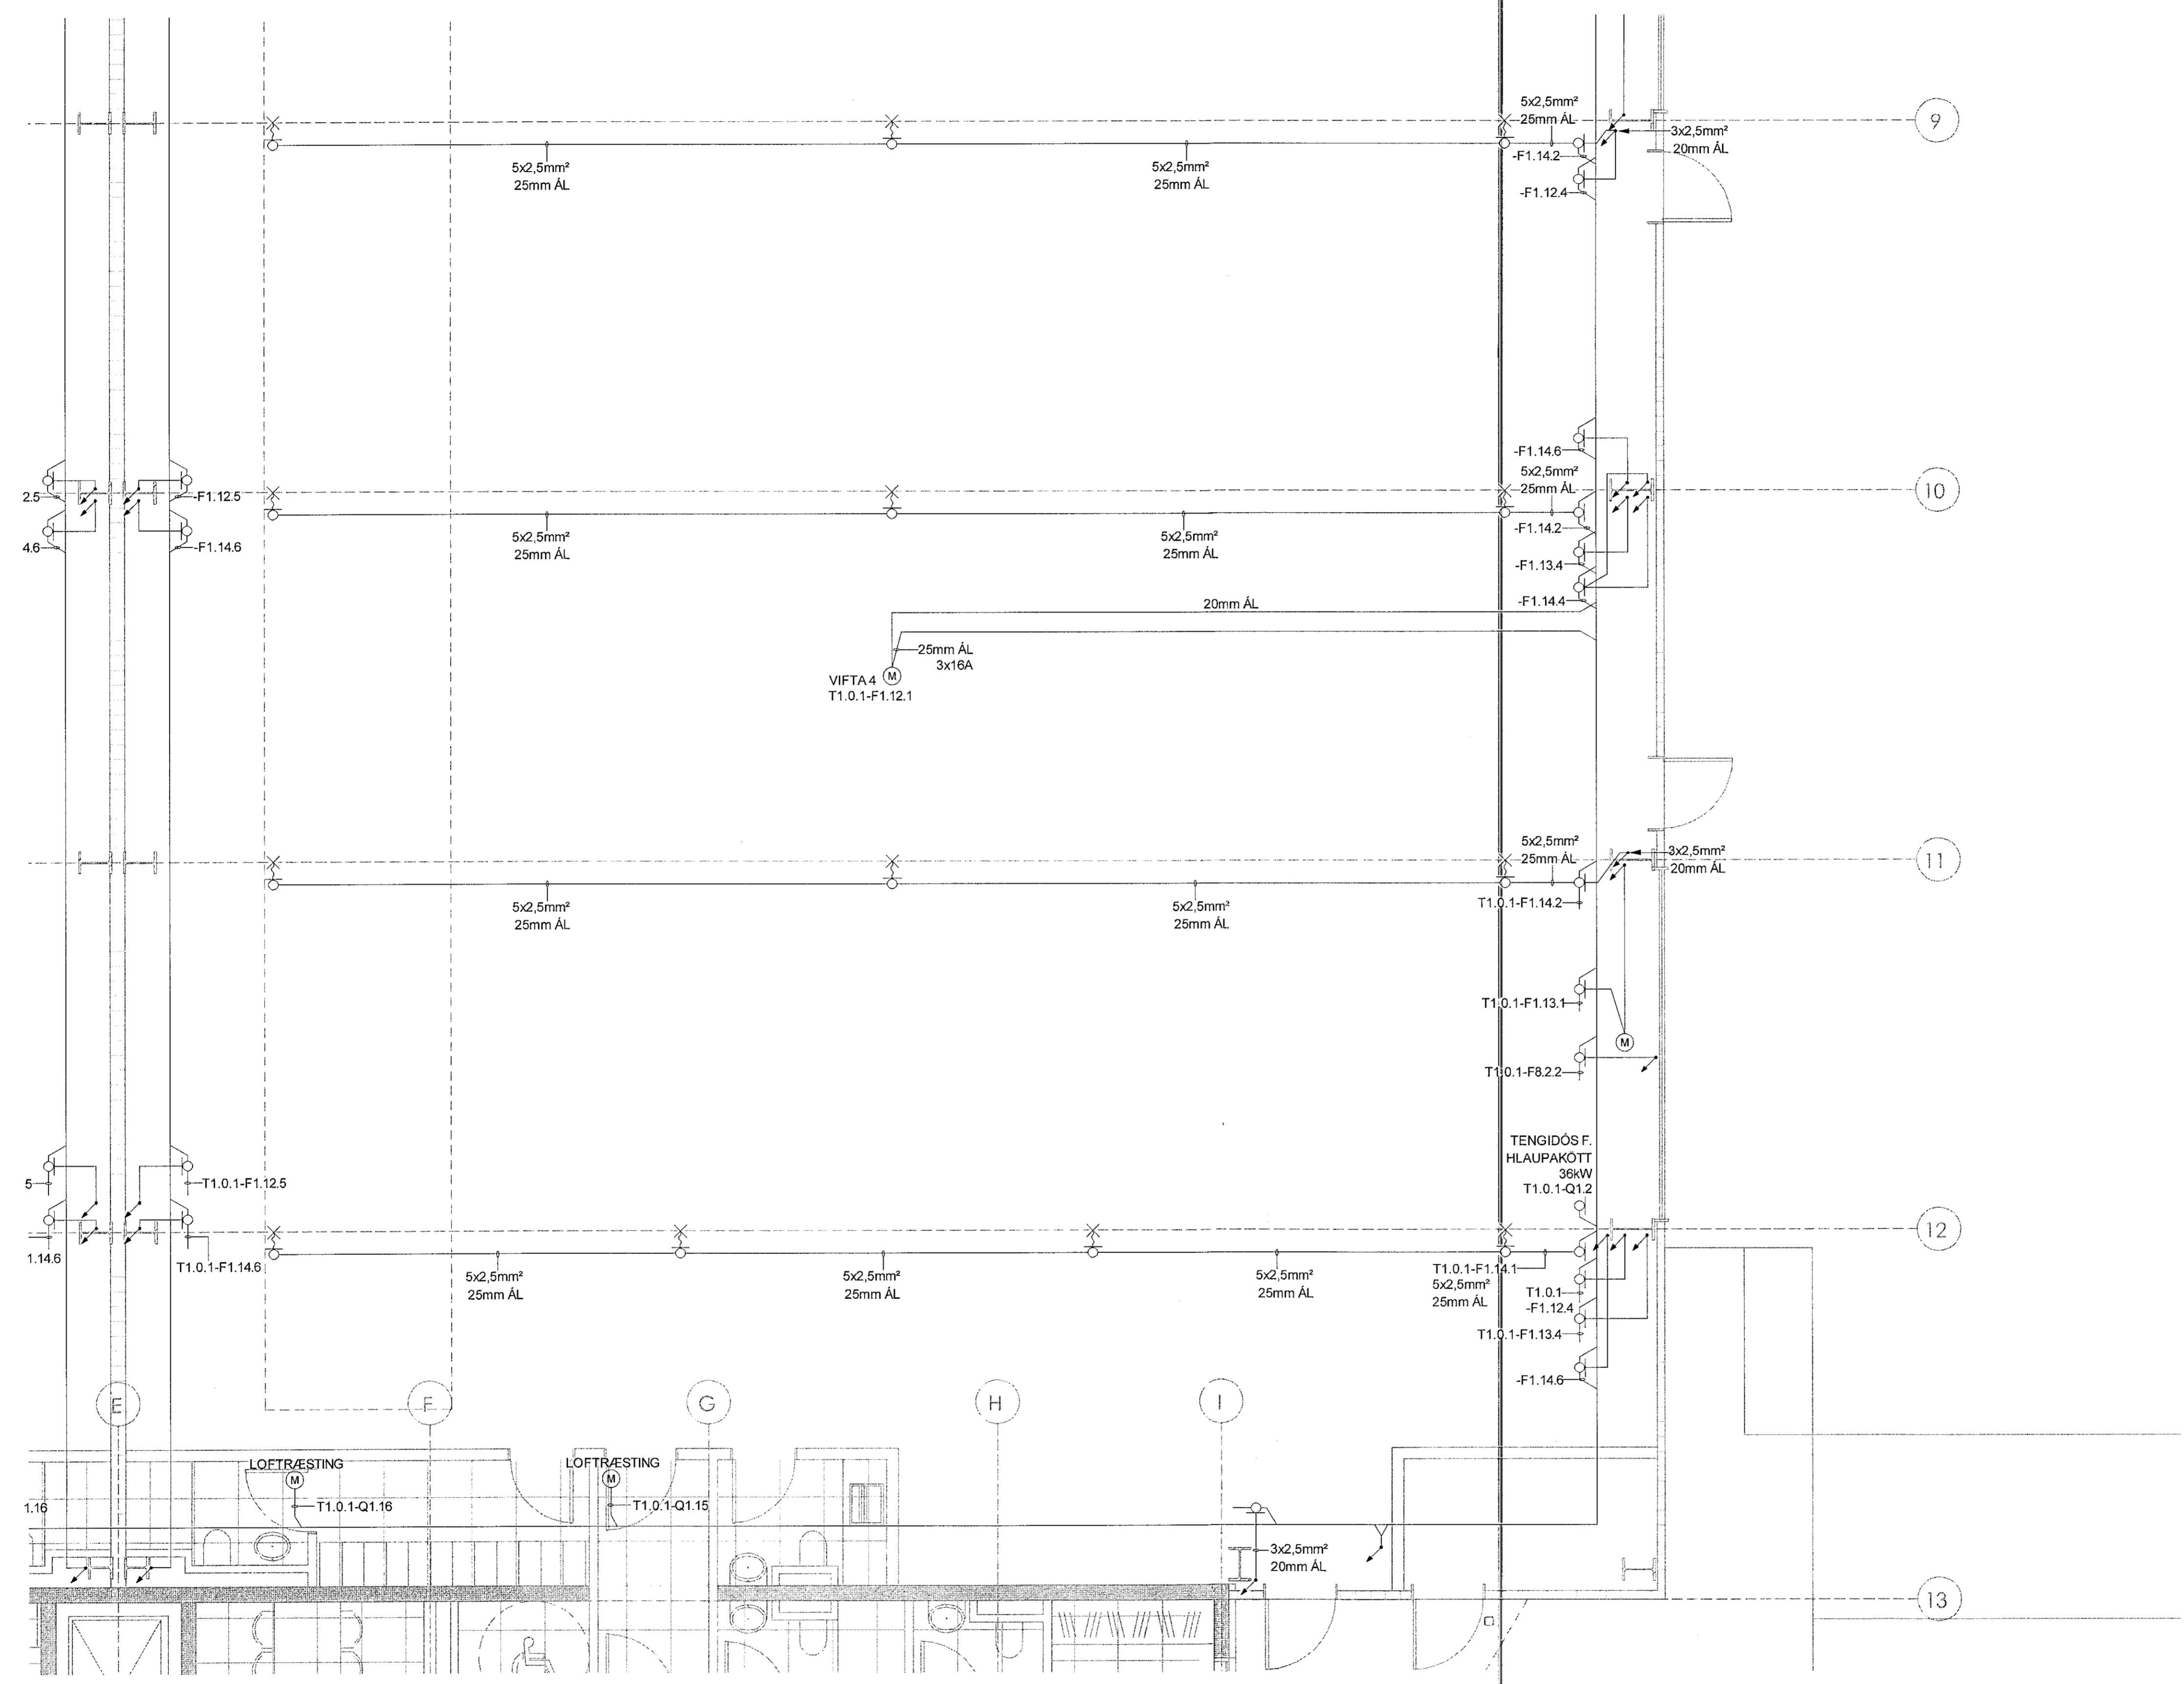 5x2,5mm²
25mm ÁL
9
3x2,5mm²
20mm ÁL
-F1.14.2
5x2,5mm²
25mm ÁL
5x2,5mm²
25mm ÁL
-F1.12.4
-F1.14.6
5x2,5mm²
25mm ÁL
10
2.5
-F1.12.5
-F1.14.2
4.6
-F1.14.6
5x2,5mm²
25mm ÁL
5x2,5mm²
25mm ÁL
-F1.13.4
-F1.14.4
20mm ÁL
25mm ÁL
3x16A
VIFTA 4
M
T1.0.1-F1.12.1
5x2,5mm²
25mm ÁL
11
3x2,5mm²
20mm ÁL
T1.0.1-F1.14.2
5x2,5mm²
25mm ÁL
5x2,5mm²
25mm ÁL
T1.0.1-F1.13.1
M
T1.0.1-F8.2.2
TENGIDÓS F.
HLAUPAKÖTT
36kW
T1.0.1-Q1.2
5
T1.0.1-F1.12.5
12
1.14.6
T1.0.1-F1.14.6
5x2,5mm²
25mm ÁL
5x2,5mm²
25mm ÁL
5x2,5mm²
25mm ÁL
T1.0.1-F1.14.1
5x2,5mm²
25mm ÁL
T1.0.1
-F1.12.4
T1.0.1-F1.13.4
-F1.14.6
E
F
G
H
I
LOFTRÆSTING
M
T1.0.1-Q1.16
LOFTRÆSTING
M
T1.0.1-Q1.15
1.16
3x2,5mm²
20mm ÁL
13